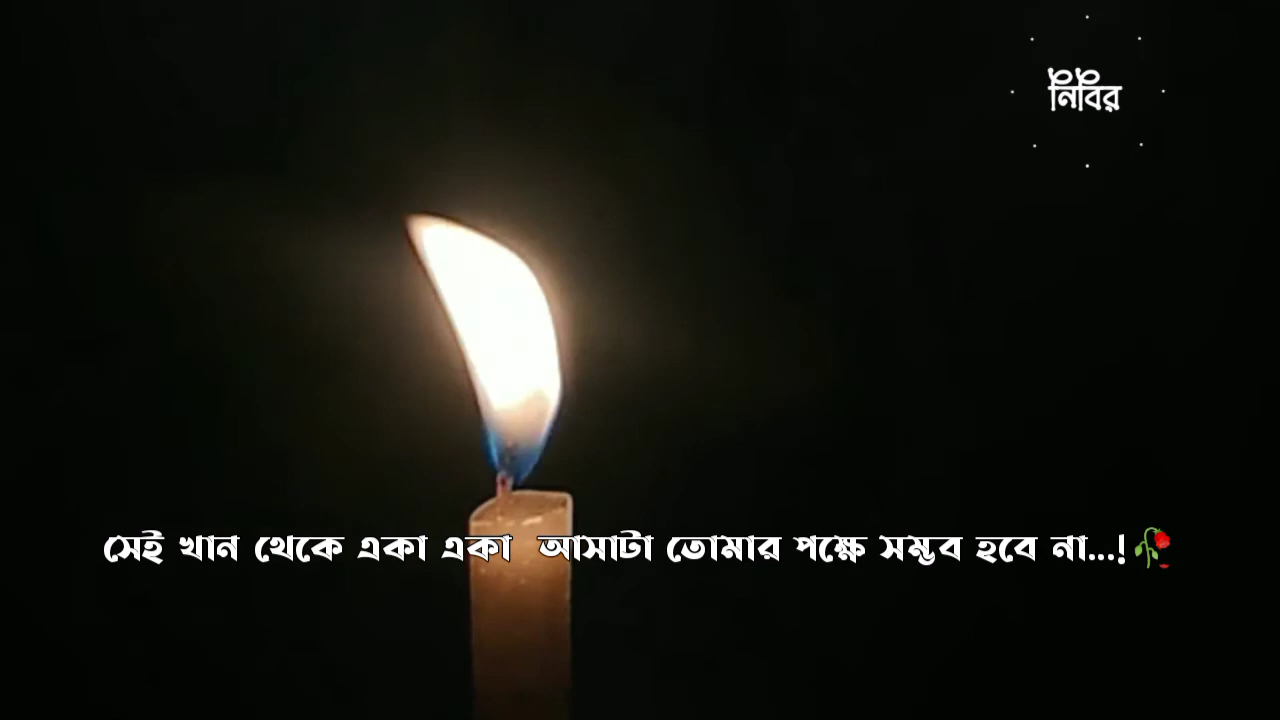 নিবির
সেই খান থেকে একা একা আসাটা তোমার পক্ষে সম্ভব হবে না...!🥀